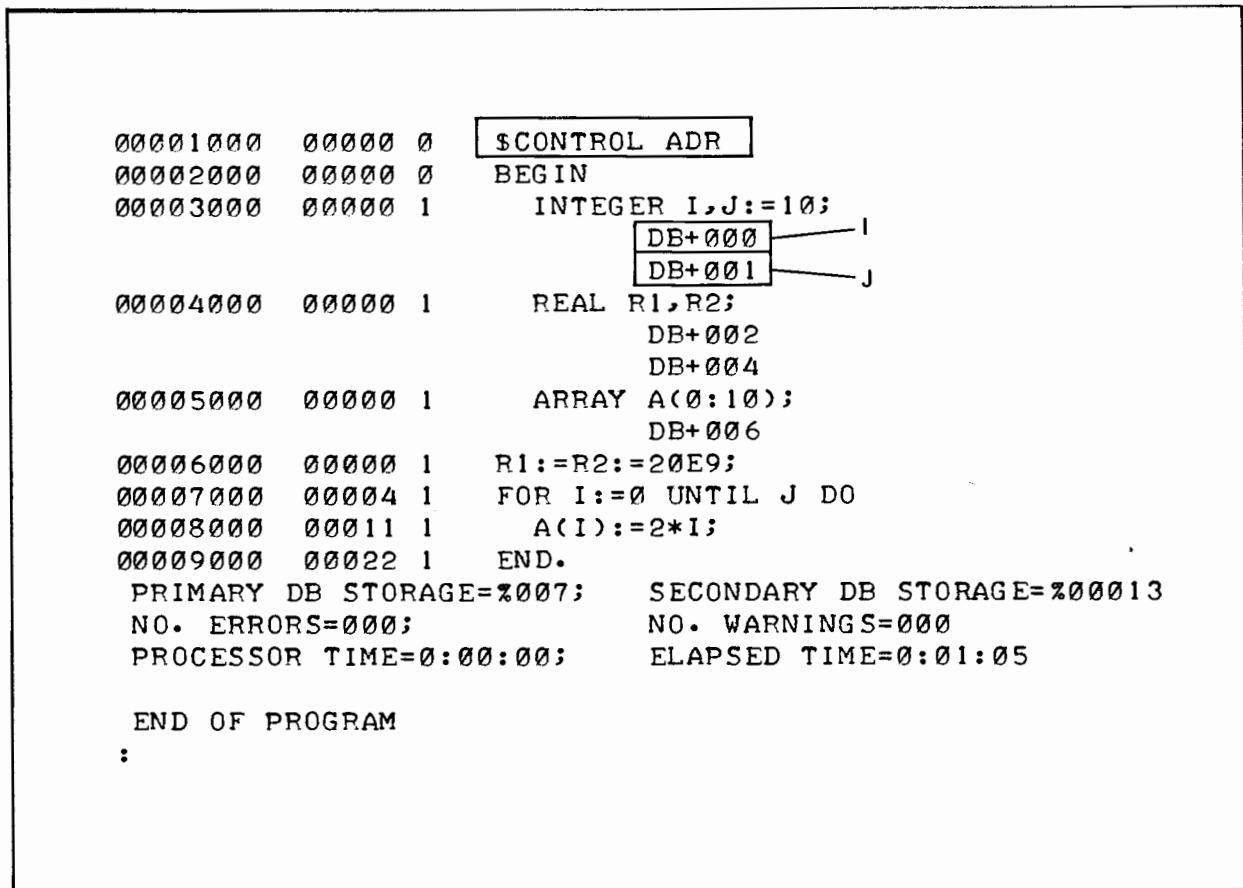 00001000 00000 0 $CONTROL ADR
00002000 00000 0 BEGIN
00003000 00000 1 INTEGER I,J:=10;
DB+000 I
DB+001 J
00004000 00000 1 REAL R1,R2;
DB+002
DB+004
00005000 00000 1 ARRAY A(0:10);
DB+006
00006000 00000 1 R1:=R2:=20E9;
00007000 00004 1 FOR I:=0 UNTIL J DO
00008000 00011 1 A(I):=2*I;
00009000 00022 1 END.
PRIMARY DB STORAGE=%007; SECONDARY DB STORAGE=%00013
NO. ERRORS=000; NO. WARNINGS=000
PROCESSOR TIME=0:00:00; ELAPSED TIME=0:01:05
END OF PROGRAM
: